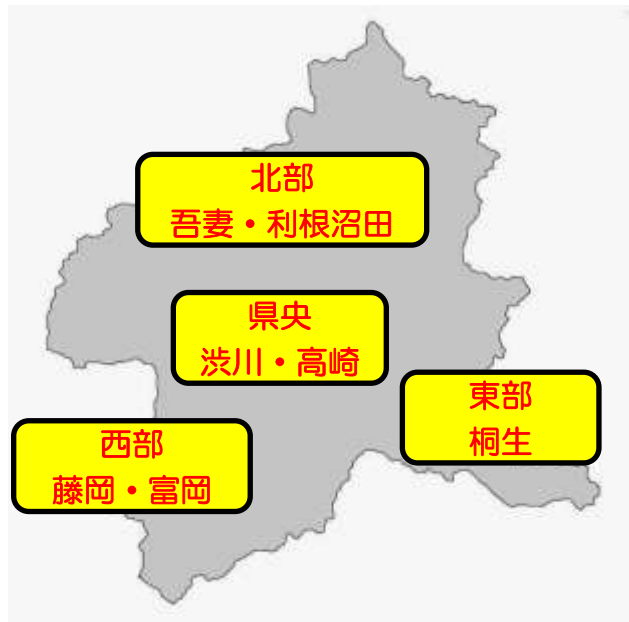 北部
吾妻・利根沼田
県央
渋川・高崎
東部
桐生
西部
藤岡・富岡